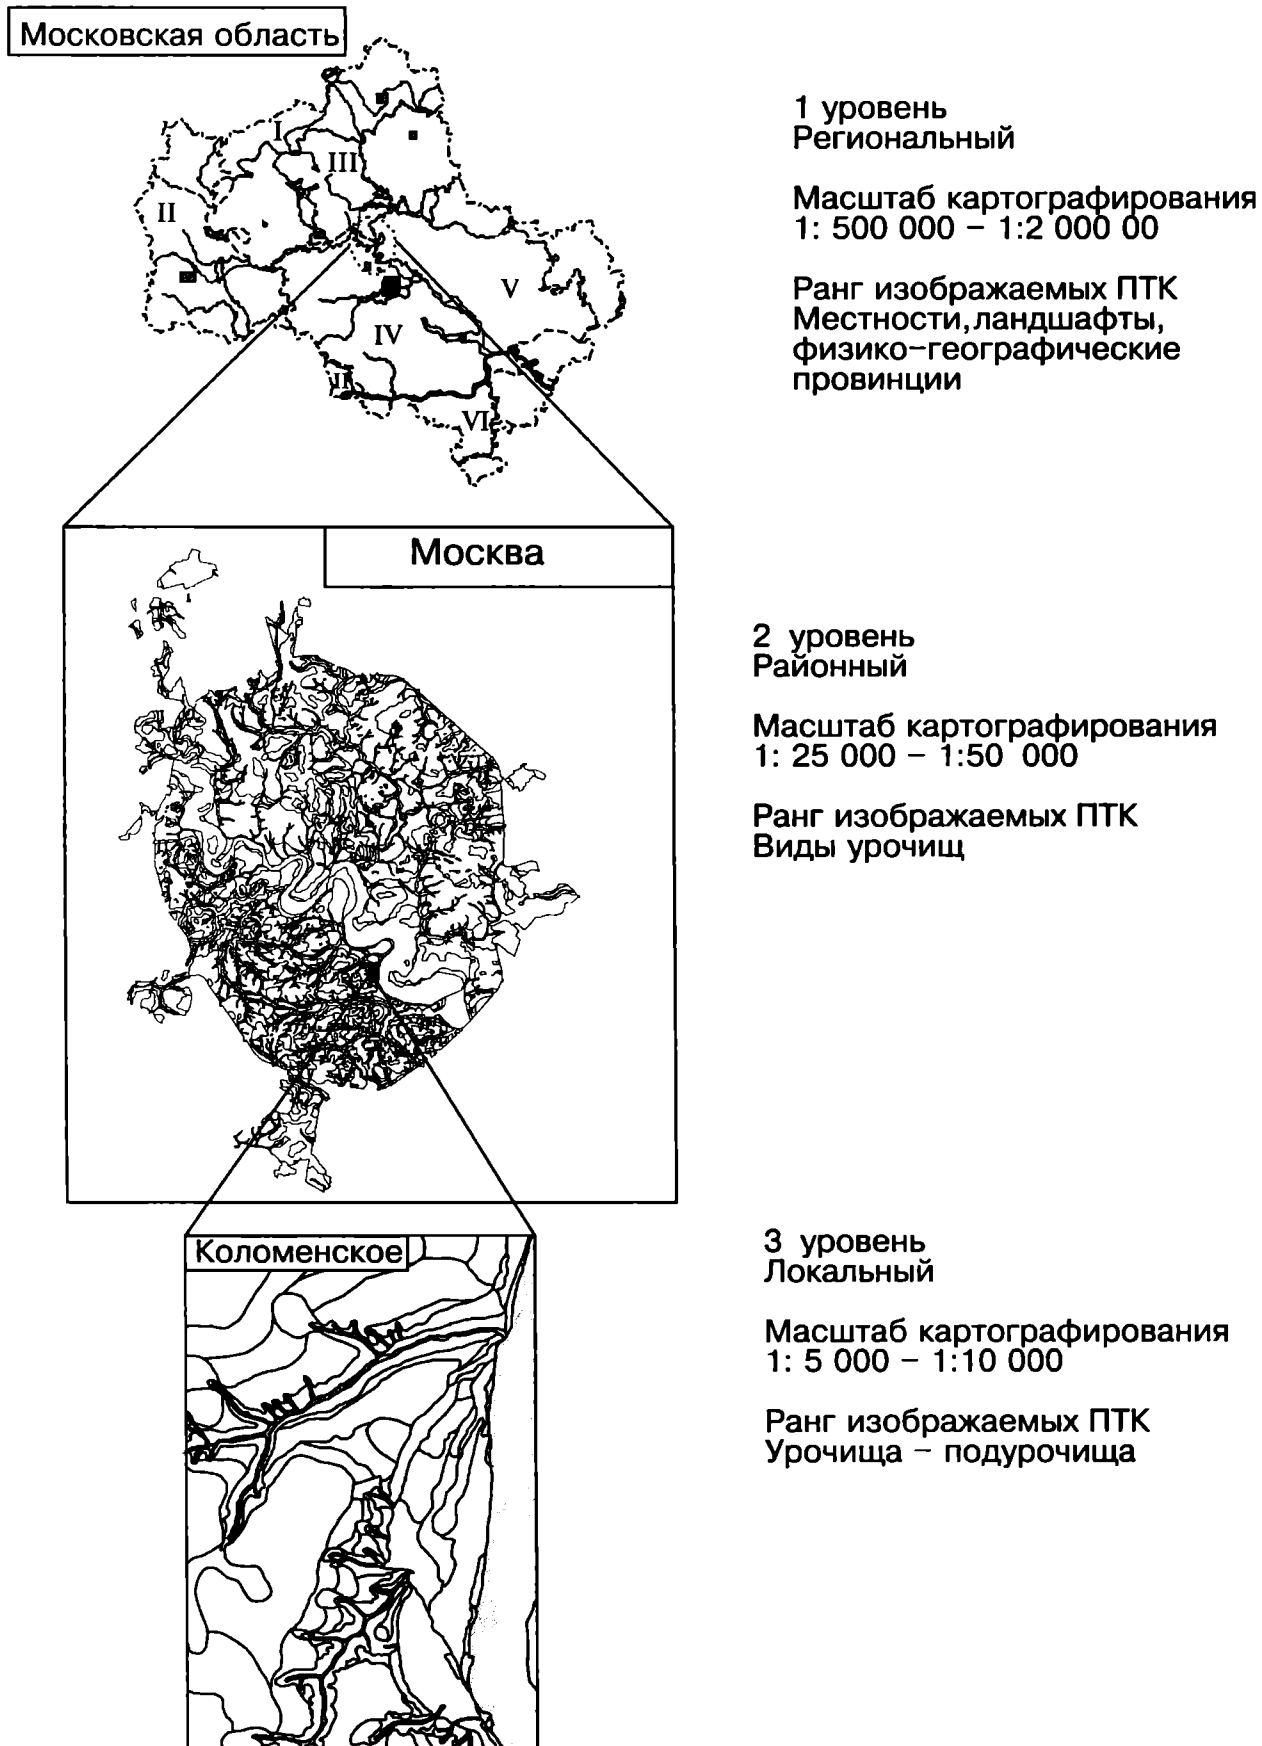 Московская область
I
III
II
V
IV
II
VI
1 уровень
Региональный
Масштаб картографирования
1: 500 000 – 1:2 000 00
Ранг изображаемых ПТК
Местности,ландшафты,
физико-географические
провинции
Москва
2 уровень
Районный
Масштаб картографирования
1: 25 000 – 1:50 000
Ранг изображаемых ПТК
Виды урочищ
Коломенское
3 уровень
Локальный
Масштаб картографирования
1: 5 000 – 1:10 000
Ранг изображаемых ПТК
Урочища – подурочища